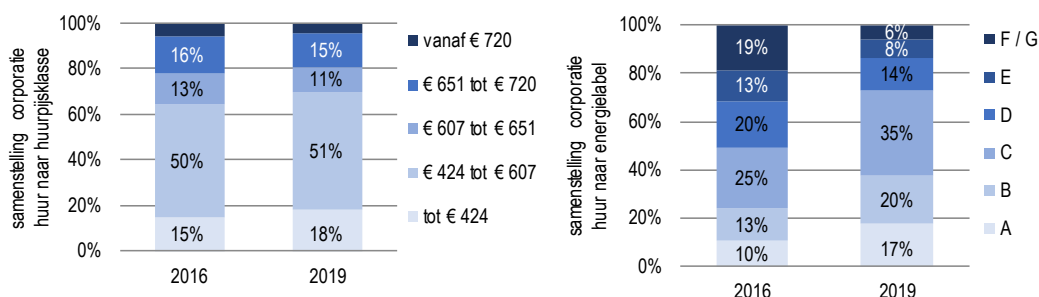 samenstelling corporatie
huur naar huurpijsklasse
100%
80%
60%
40%
20%
0%
16%
13%
50%
15%
15%
11%
51%
18%
2016
2019
vanaf € 720
€ 651 tot € 720
€ 607 tot € 651
€ 424 tot € 607
tot € 424
samenstelling corporatie
huur naar energielabel
100%
80%
60%
40%
20%
0%
19%
13%
20%
25%
13%
10%
6%
8%
14%
35%
20%
17%
2016
2019
F / G
E
D
C
B
A